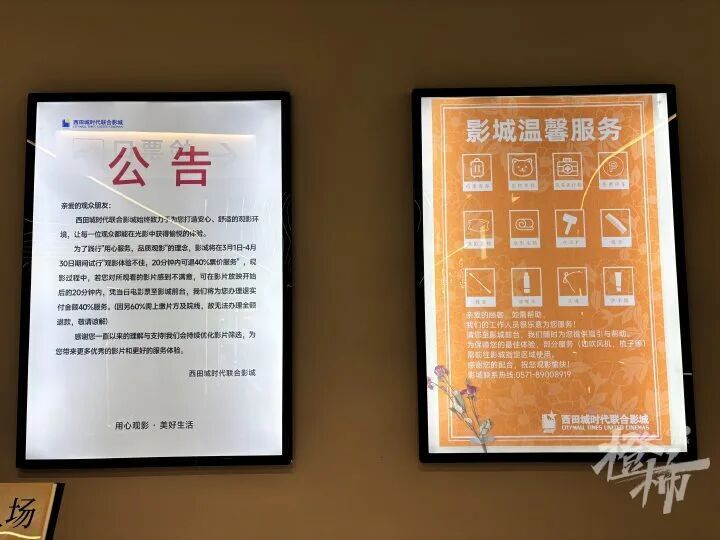 西田城时代联合影城
公告
亲爱的观众朋友：
西田城时代联合影城始终致力于为您打造安心、舒适的观影环
境，让每一位观众都能在光影中获得愉悦的体验。
为了践行“用心服务，品质观影”的理念，影城将在3月1日-4月
30日期间试行“观影体验不佳，20分钟内可退40%票价服务”，观
影过程中，若您对所观看的影片感到不满意，可在影片放映开始
后的20分钟内，凭当日电影票至影城前台，我们将为您办理退实
付金额40%服务。（因另60%需上缴片方及院线，故无法办理全额
退款，敬请谅解）
感谢您一直以来的理解与支持!我们会持续优化影片筛选，为
您带来更多优秀的影片和更好的服务体验。
西田城时代联合影城
用心观影·美好生活
影城温馨服务
亲爱的顾客，如需帮助，
我们的工作人员很乐意为您服务！
请您至影城前台，我们随时为您提供指引与帮助。
为保障您的最佳体验，部分服务（如吹风机、梳子等）
需前往影城指定区域使用。
感谢您的配合，祝您观影愉快！
影城联系热线:0571-89008919
西田城时代联合影城
CITYMALL TIMES UNITED CINEMAS
橙柿
场